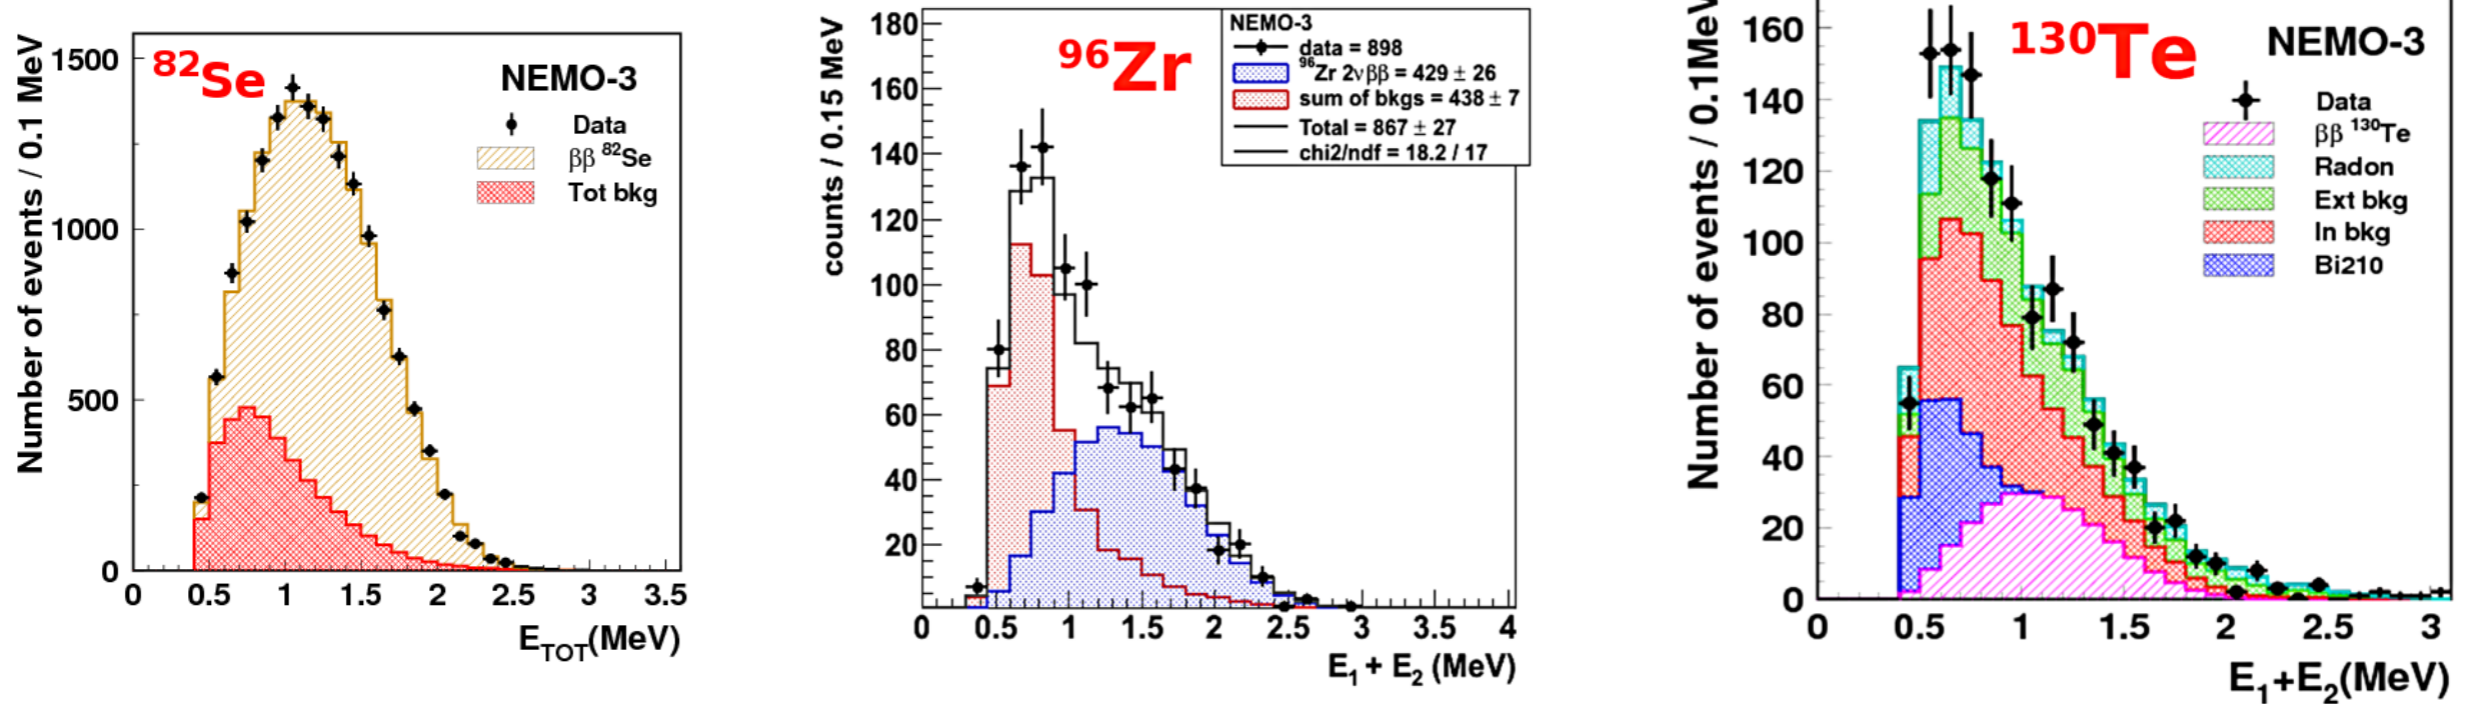 82Se
NEMO-3
Data
ββ 82Se
Tot bkg
Number of events / 0.1 MeV
1500
1000
500
0
0 0.5 1 1.5 2 2.5 3 3.5
ETOT(MeV)
96Zr
NEMO-3
data = 898
96Zr 2νββ = 429 ± 26
sum of bkgs = 438 ± 7
Total = 867 ± 27
chi2/ndf = 18.2 / 17
counts / 0.15 MeV
180
160
140
120
100
80
60
40
20
0 0.5 1 1.5 2 2.5 3 3.5 4
E1 + E2 (MeV)
130Te
NEMO-3
Data
ββ 130Te
Radon
Ext bkg
In bkg
Bi210
Number of events / 0.1MeV
160
140
120
100
80
60
40
20
0
0 0.5 1 1.5 2 2.5 3
E1+E2(MeV)